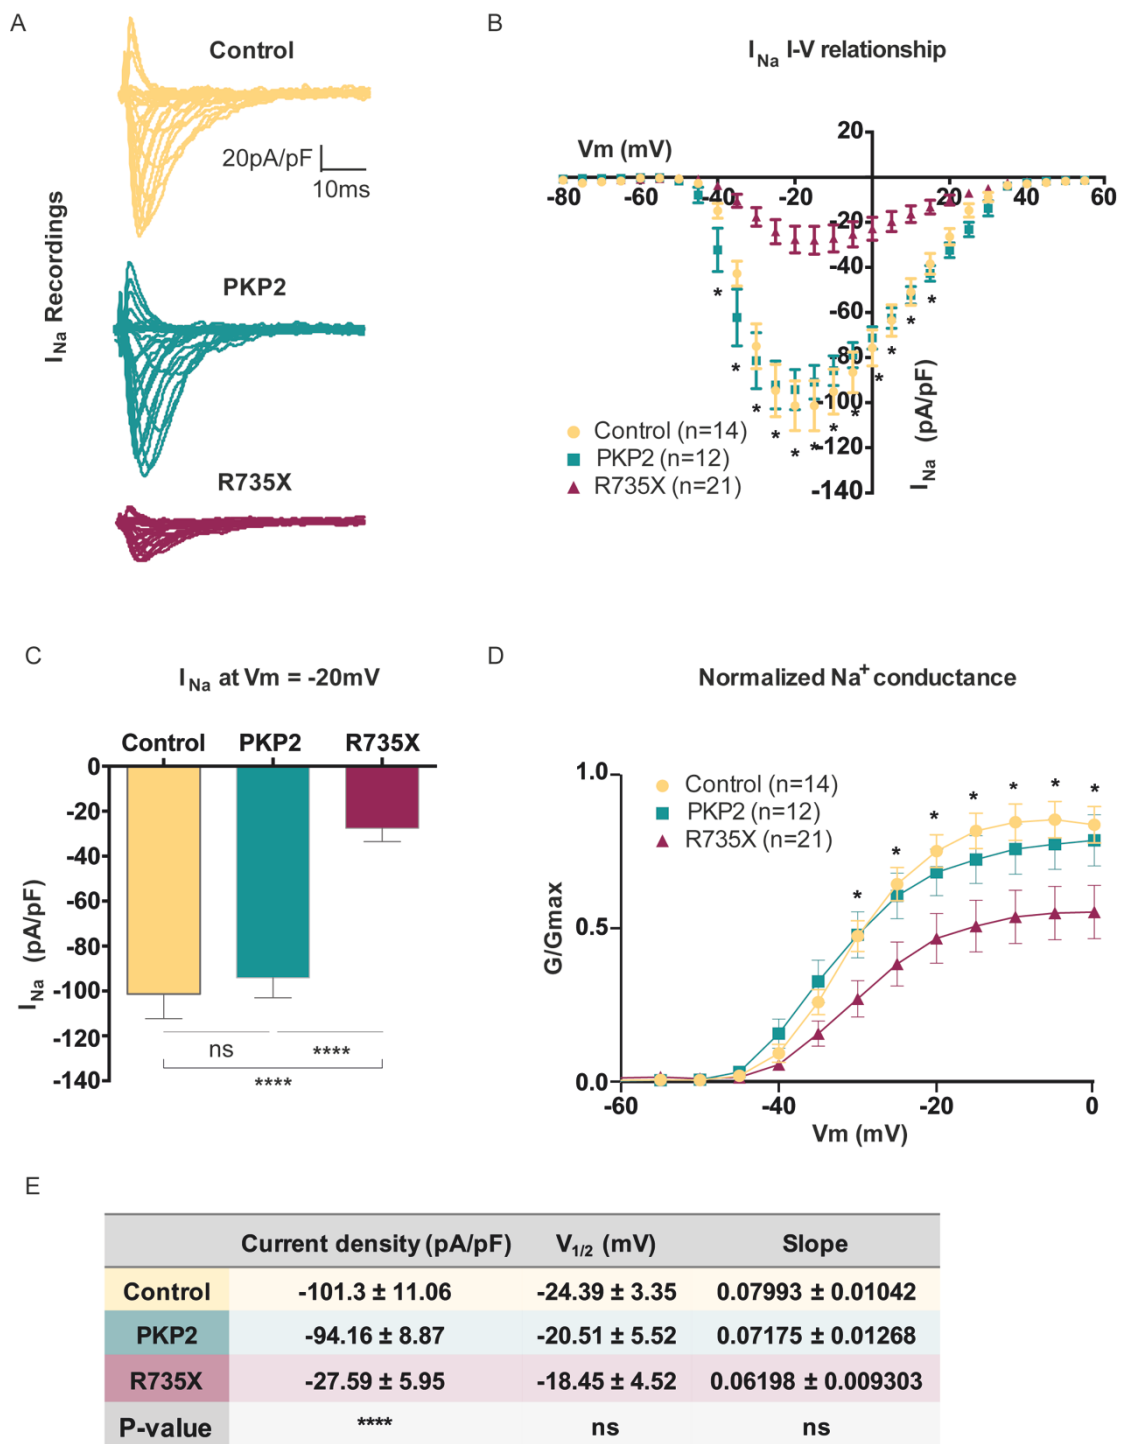 A
Control
20pA/pF
10ms
PKP2
R735X
I Na Recordings
B
I Na I-V relationship
Vm (mV)
20
-80 -60 -40 -20 20 40 60
-20
-40
-60
-80
-100
-120
-140
I Na (pA/pF)
* * * * * * * * * * * *
Control (n=14)
PKP2 (n=12)
R735X (n=21)
C
I Na at Vm = -20mV
Control PKP2 R735X
0
-20
-40
-60
-80
-100
-120
-140
I Na (pA/pF)
ns ****
****
D
Normalized Na+ conductance
Control (n=14)
PKP2 (n=12)
R735X (n=21)
* * * * * * *
1.0
0.5
0.0
G/Gmax
-60 -40 -20 0
Vm (mV)
E
Current density (pA/pF) V1/2 (mV) Slope
Control -101.3 ± 11.06 -24.39 ± 3.35 0.07993 ± 0.01042
PKP2 -94.16 ± 8.87 -20.51 ± 5.52 0.07175 ± 0.01268
R735X -27.59 ± 5.95 -18.45 ± 4.52 0.06198 ± 0.009303
P-value **** ns ns